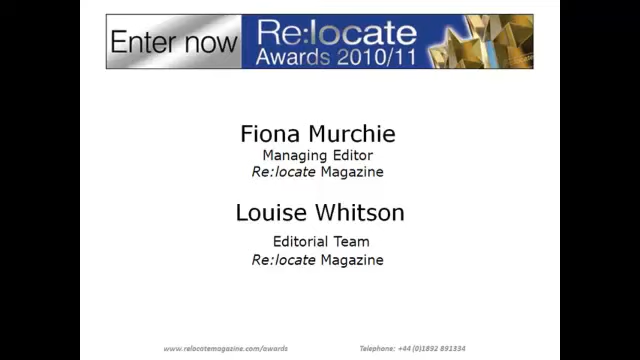 Enter now
Re:locate
Awards 2010/11
Fiona Murchie
Managing Editor
Re:locate Magazine
Louise Whitson
Editorial Team
Re:locate Magazine
www.relocatemagazine.com/awards Telephone: +44 (0)1892 891334